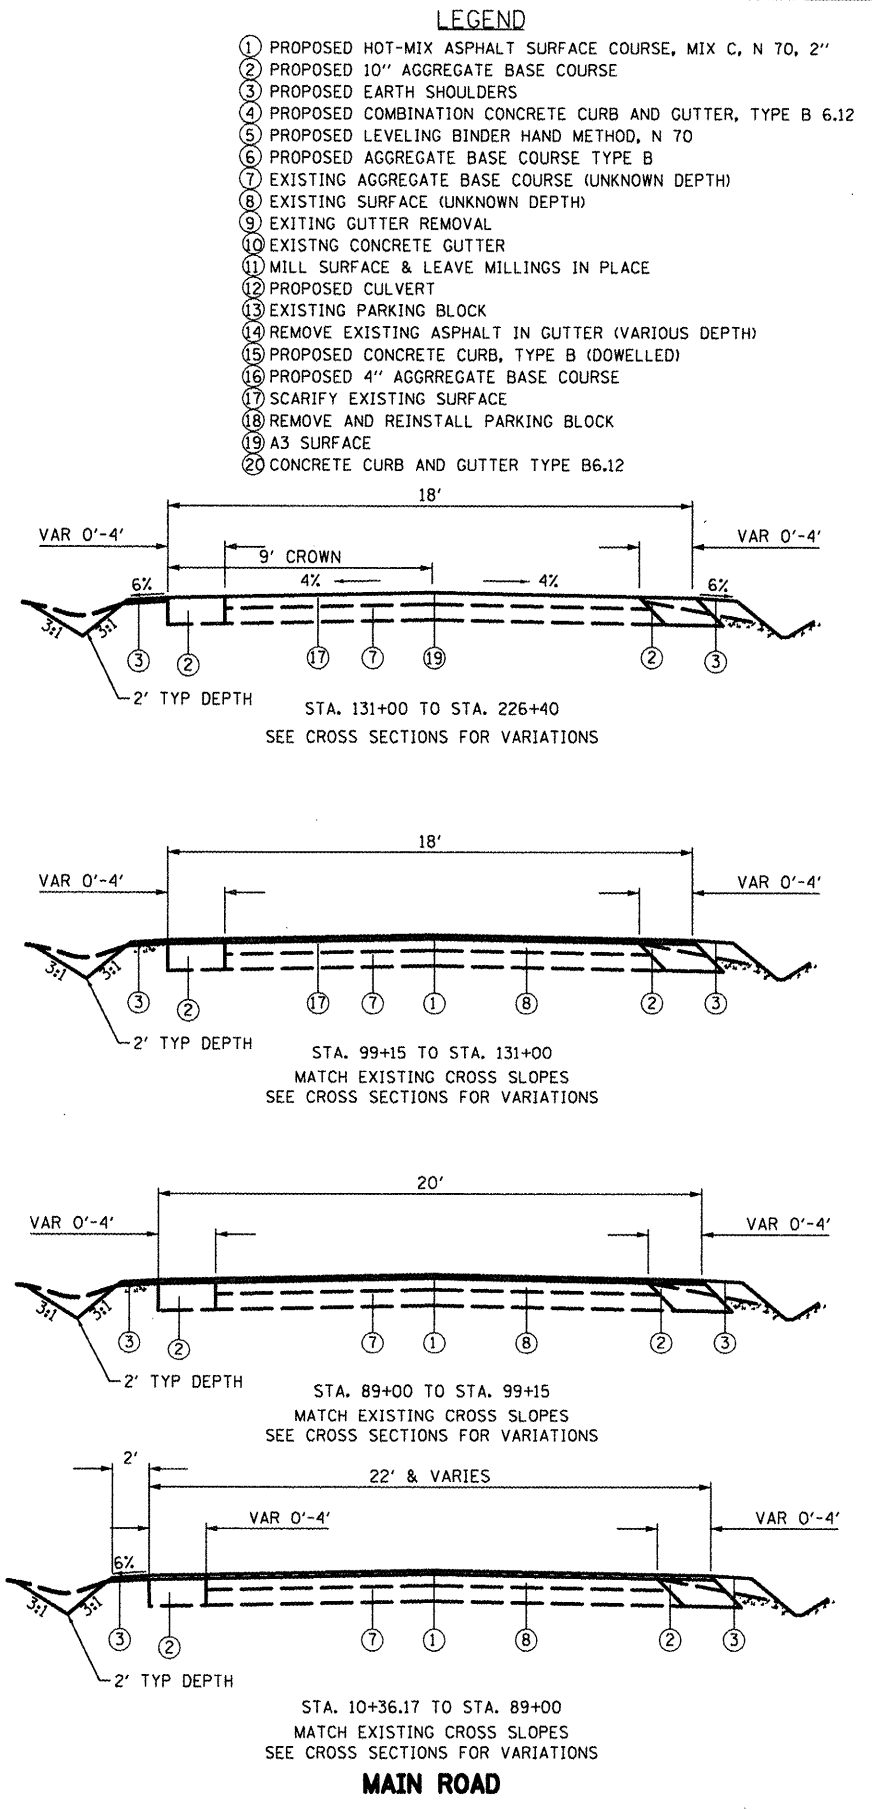 LEGEND
1 PROPOSED HOT-MIX ASPHALT SURFACE COURSE, MIX C, N 70, 2''
2 PROPOSED 10'' AGGREGATE BASE COURSE
3 PROPOSED EARTH SHOULDERS
4 PROPOSED COMBINATION CONCRETE CURB AND GUTTER, TYPE B 6.12
5 PROPOSED LEVELING BINDER HAND METHOD, N 70
6 PROPOSED AGGREGATE BASE COURSE TYPE B
7 EXISTING AGGREGATE BASE COURSE (UNKNOWN DEPTH)
8 EXISTING SURFACE (UNKNOWN DEPTH)
9 EXITING GUTTER REMOVAL
10 EXISTNG CONCRETE GUTTER
11 MILL SURFACE & LEAVE MILLINGS IN PLACE
12 PROPOSED CULVERT
13 EXISTING PARKING BLOCK
14 REMOVE EXISTING ASPHALT IN GUTTER (VARIOUS DEPTH)
15 PROPOSED CONCRETE CURB, TYPE B (DOWELLED)
16 PROPOSED 4'' AGGRREGATE BASE COURSE
17 SCARIFY EXISTING SURFACE
18 REMOVE AND REINSTALL PARKING BLOCK
19 A3 SURFACE
20 CONCRETE CURB AND GUTTER TYPE B6.12
18'
VAR 0'-4' VAR 0'-4'
9' CROWN
6% 4% 4% 6%
3:1 3:1
3 2 17 7 19 2 3
2' TYP DEPTH
STA. 131+00 TO STA. 226+40
SEE CROSS SECTIONS FOR VARIATIONS
18'
VAR 0'-4' VAR 0'-4'
3:1 3:1
3 2 17 7 1 8 2 3
2' TYP DEPTH
STA. 99+15 TO STA. 131+00
MATCH EXISTING CROSS SLOPES
SEE CROSS SECTIONS FOR VARIATIONS
20'
VAR 0'-4' VAR 0'-4'
3:1 3:1
3 2 7 1 8 2 3
2' TYP DEPTH
STA. 89+00 TO STA. 99+15
MATCH EXISTING CROSS SLOPES
SEE CROSS SECTIONS FOR VARIATIONS
2'
22' & VARIES
VAR 0'-4' VAR 0'-4'
6%
3:1 3:1
3 2 7 1 8 2 3
2' TYP DEPTH
STA. 10+36.17 TO STA. 89+00
MATCH EXISTING CROSS SLOPES
SEE CROSS SECTIONS FOR VARIATIONS
MAIN ROAD